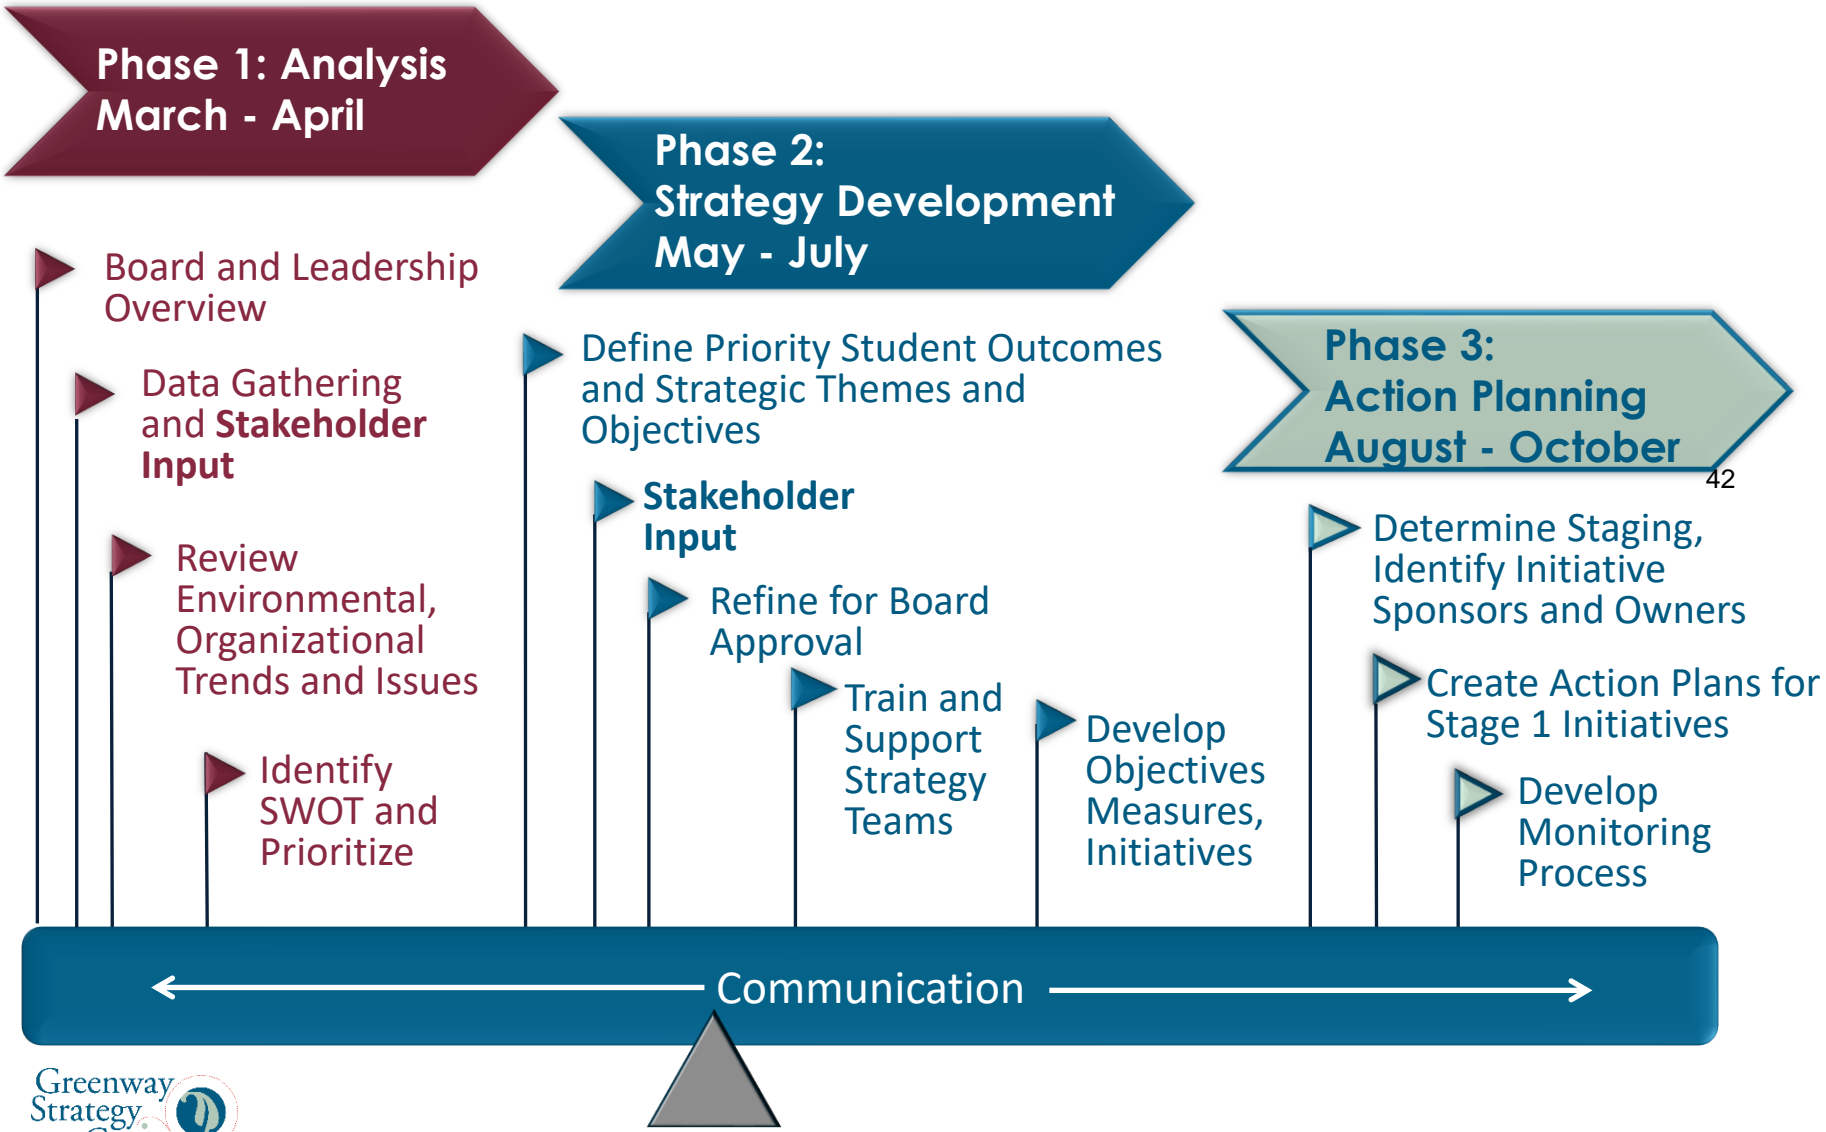 Phase 1: Analysis
March - April
Phase 2:
Strategy Development
May - July
Phase 3:
Action Planning
August - October
42
Board and Leadership
Overview
Data Gathering
and Stakeholder
Input
Review
Environmental,
Organizational
Trends and Issues
Identify
SWOT and
Prioritize
Define Priority Student Outcomes
and Strategic Themes and
Objectives
Stakeholder
Input
Refine for Board
Approval
Train and
Support
Strategy
Teams
Develop
Objectives
Measures,
Initiatives
Determine Staging,
Identify Initiative
Sponsors and Owners
Create Action Plans for
Stage 1 Initiatives
Develop
Monitoring
Process
Communication
Greenway
Strategy